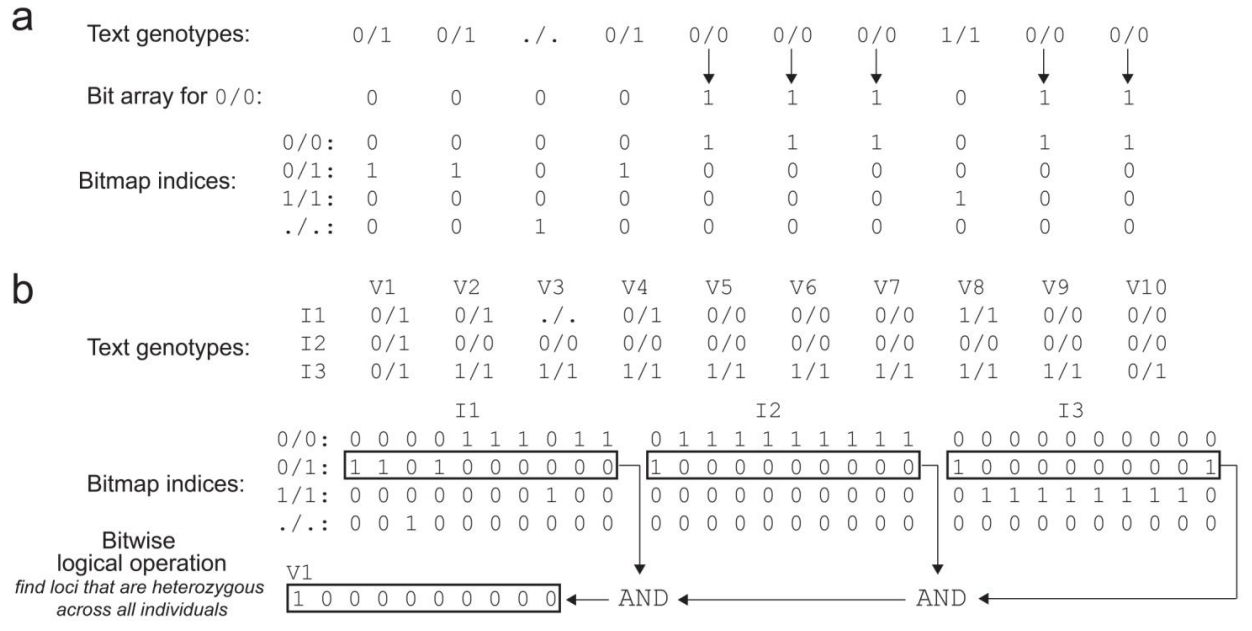 a
Text genotypes: 0/1 0/1 ./. 0/1 0/0 0/0 0/0 1/1 0/0 0/0
Bit array for 0/0: 0 0 0 0 1 1 1 0 1 1
Bitmap indices:
0/0: 0 0 0 0 1 1 1 0 1 1
0/1: 1 1 0 1 0 0 0 0 0 0
1/1: 0 0 0 0 0 0 0 1 0 0
./.: 0 0 1 0 0 0 0 0 0 0
b
V1 V2 V3 V4 V5 V6 V7 V8 V9 V10
Text genotypes:
I1 0/1 0/1 ./. 0/1 0/0 0/0 0/0 1/1 0/0 0/0
I2 0/1 0/0 0/0 0/0 0/0 0/0 0/0 0/0 0/0 0/0
I3 0/1 1/1 1/1 1/1 1/1 1/1 1/1 1/1 1/1 0/1
I1 I2 I3
Bitmap indices:
0/0: 0 0 0 0 1 1 1 0 1 1 0 1 1 1 1 1 1 1 1 1 0 0 0 0 0 0 0 0 0 0
0/1: 1 1 0 1 0 0 0 0 0 0 1 0 0 0 0 0 0 0 0 0 1 0 0 0 0 0 0 0 0 1
1/1: 0 0 0 0 0 0 0 1 0 0 0 0 0 0 0 0 0 0 0 0 0 1 1 1 1 1 1 1 1 0
./.: 0 0 1 0 0 0 0 0 0 0 0 0 0 0 0 0 0 0 0 0 0 0 0 0 0 0 0 0 0 0
Bitwise
logical operation
find loci that are heterozygous
across all individuals
V1
1 0 0 0 0 0 0 0 0 0 AND AND